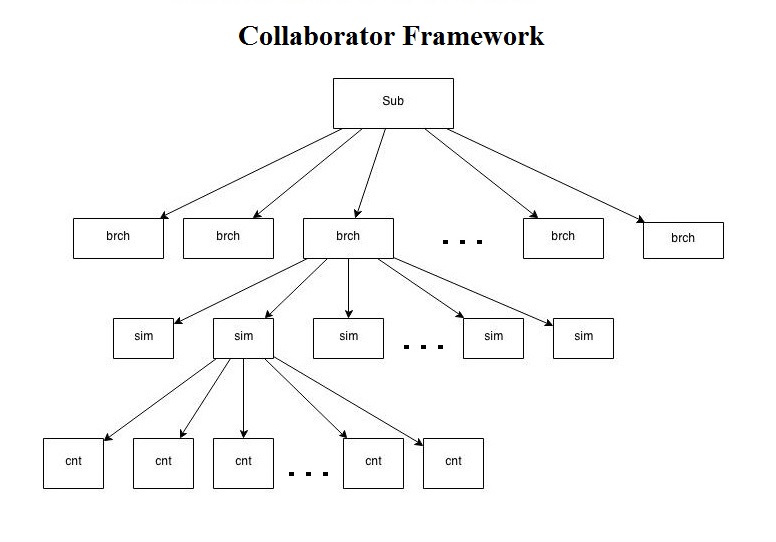 Collaborator Framework
Sub
brch
brch
brch
. . .
brch
brch
sim
sim
sim
. . .
sim
sim
cnt
cnt
cnt
. . .
cnt
cnt